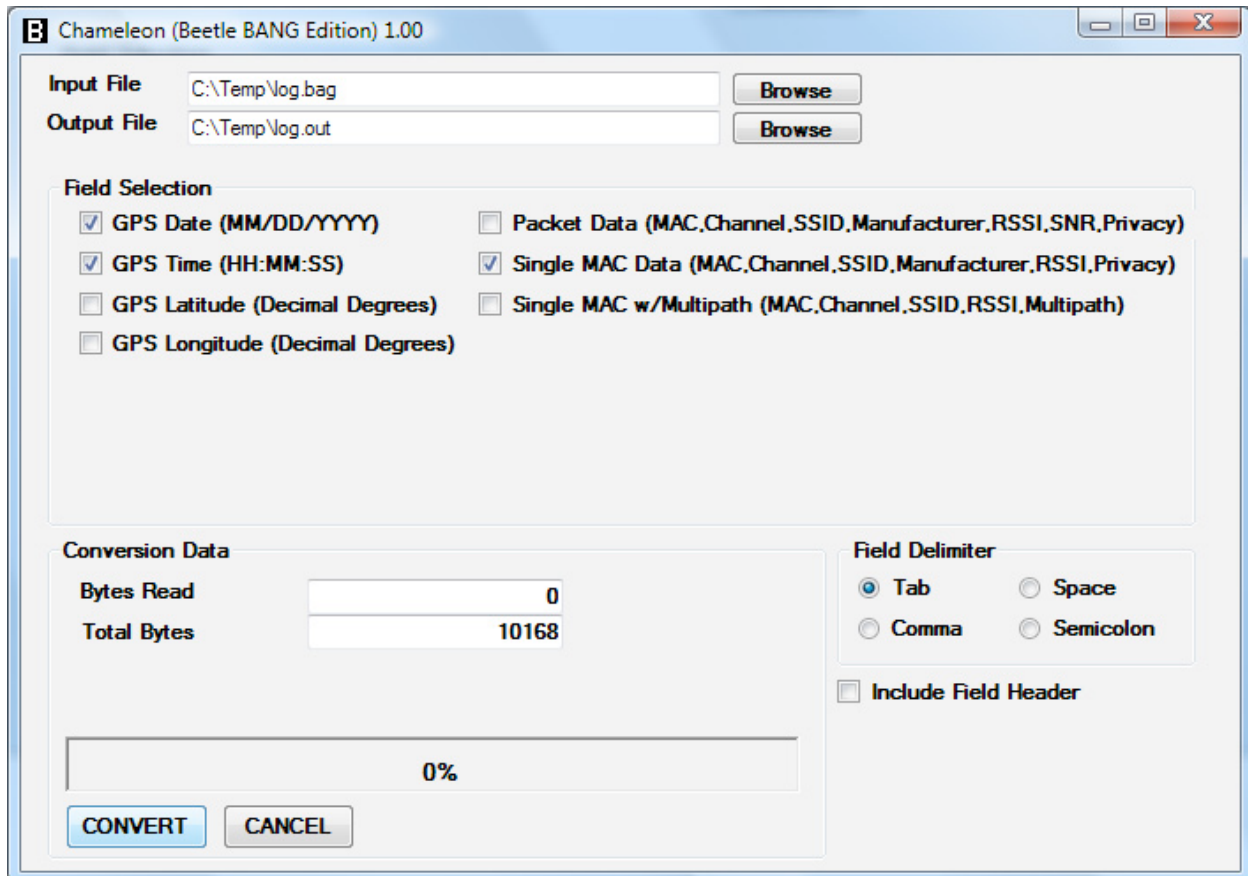 B Chameleon (Beetle BANG Edition) 1.00
Input File C:\Temp\log.bag Browse
Output File C:\Temp\log.out Browse
Field Selection
GPS Date (MM/DD/YYYY) Packet Data (MAC,Channel,SSID,Manufacturer,RSSI,SNR,Privacy)
GPS Time (HH:MM:SS) Single MAC Data (MAC,Channel,SSID,Manufacturer,RSSI,Privacy)
GPS Latitude (Decimal Degrees) Single MAC w/Multipath (MAC,Channel,SSID,RSSI,Multipath)
GPS Longitude (Decimal Degrees)
Conversion Data Field Delimiter
Bytes Read 0 Tab Space
Total Bytes 10168 Comma Semicolon
Include Field Header
0%
CONVERT CANCEL